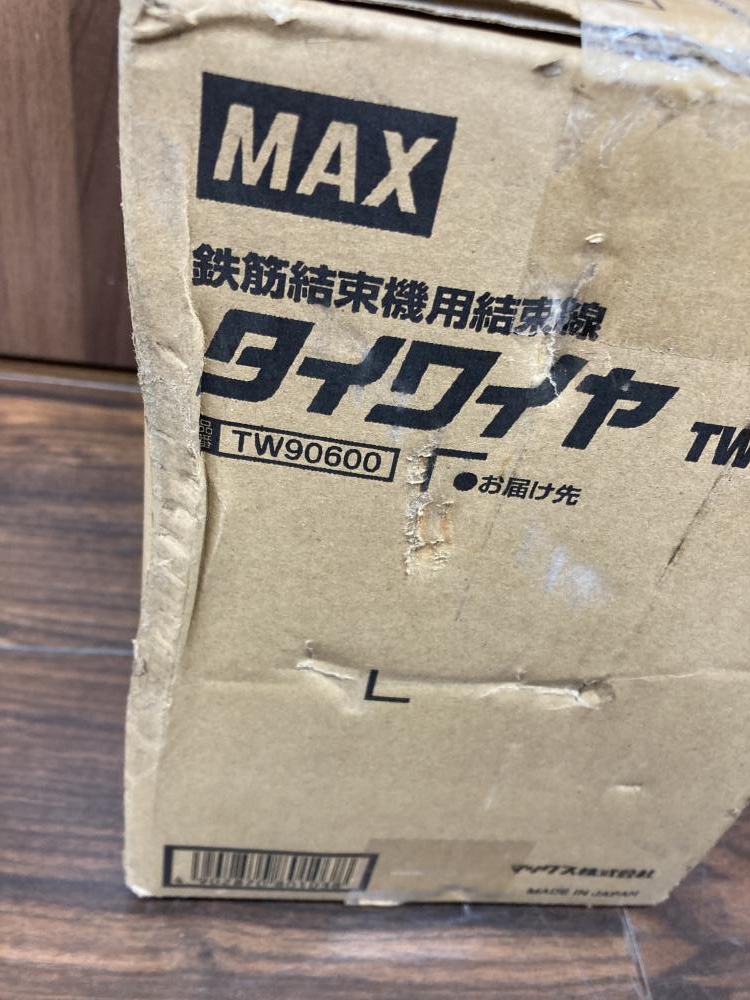 MAX
鉄筋結束機用結束線
タイワイヤ TW
品番 TW90600
●お届け先
マックス株式会社
MADE IN JAPAN